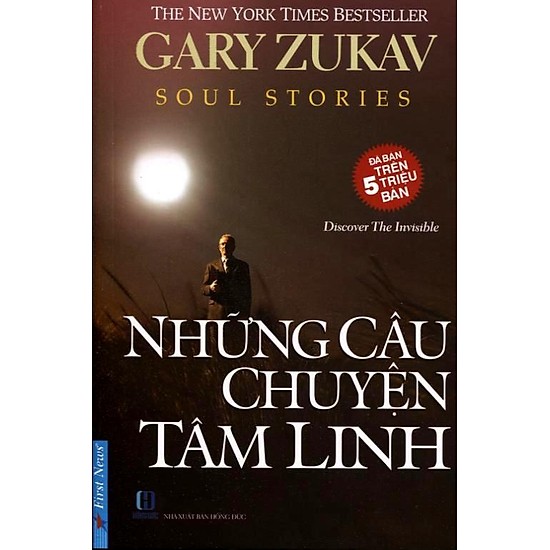 THE NEW YORK TIMES BESTSELLER
GARY ZUKAV
SOUL STORIES
ĐÃ BÁN
TRÊN
5 TRIỆU
BẢN
Discover The Invisible
NHỮNG CÂU
CHUYỆN
TÂM LINH
First News
NHÀ XUẤT BẢN HỒNG ĐỨC